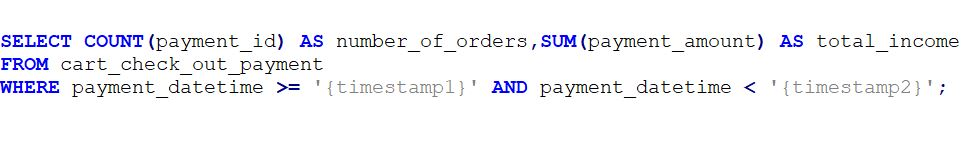 SELECT COUNT(payment_id) AS number_of_orders,SUM(payment_amount) AS total_income
FROM cart_check_out_payment
WHERE payment_datetime >= '{timestamp1}' AND payment_datetime < '{timestamp2}';